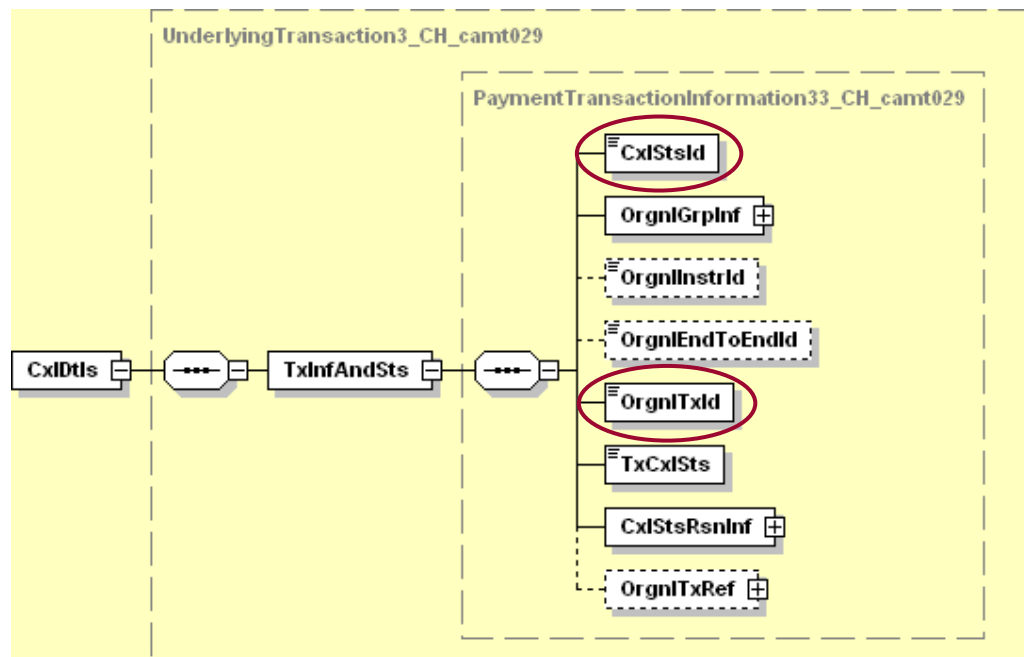 UnderlyingTransaction3_CH_camt029
PaymentTransactionInformation33_CH_camt029
CxlStsId
OrgnlGrpInf
OrgnlInstrId
OrgnlEndToEndId
CxlDtls
TxInfAndSts
OrgnlTxId
TxCxlSts
CxlStsRsnInf
OrgnlTxRef